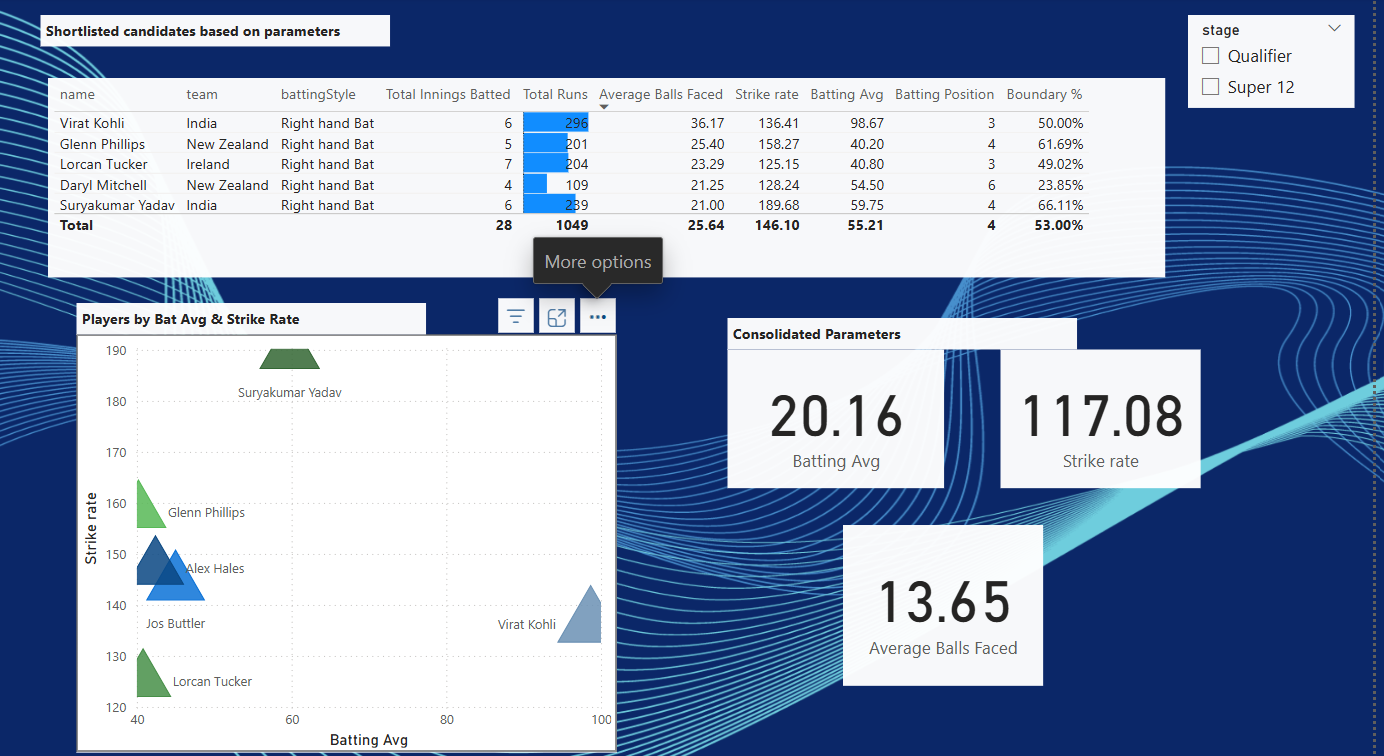 Shortlisted candidates based on parameters
stage
Qualifier
Super 12
name team battingStyle Total Innings Batted Total Runs Average Balls Faced Strike rate Batting Avg Batting Position Boundary %
Virat Kohli India Right hand Bat 6 296 36.17 136.41 98.67 3 50.00%
Glenn Phillips New Zealand Right hand Bat 5 201 25.40 158.27 40.20 4 61.69%
Lorcan Tucker Ireland Right hand Bat 7 204 23.29 125.15 40.80 3 49.02%
Daryl Mitchell New Zealand Right hand Bat 4 109 21.25 128.24 54.50 6 23.85%
Suryakumar Yadav India Right hand Bat 6 239 21.00 189.68 59.75 4 66.11%
Total 28 1049 25.64 146.10 55.21 4 53.00%
More options
Players by Bat Avg & Strike Rate
190
Suryakumar Yadav
180
170
160
Glenn Phillips
150
Alex Hales
140
Jos Buttler
Virat Kohli
130
Lorcan Tucker
120
40 60 80 100
Strike rate
Batting Avg
Consolidated Parameters
20.16
Batting Avg
117.08
Strike rate
13.65
Average Balls Faced